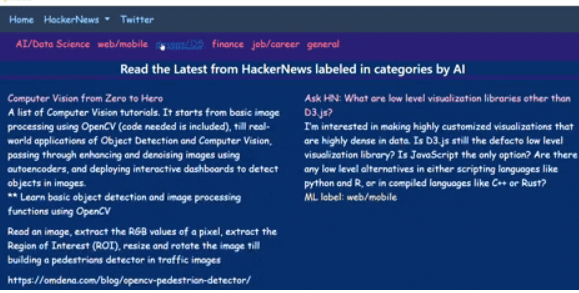 Home HackerNews Twitter
AI/Data Science web/mobile devops/OS finance job/career general
Read the Latest from HackerNews labeled in categories by AI
Computer Vision from Zero to Hero
A list of Computer Vision tutorials. It starts from basic image
processing using OpenCV (code needed is included), till real-
world applications of Object Detection and Computer Vision,
passing through enhancing and denoising images using
autoencoders, and deploying interactive dashboards to detect
objects in images.
** Learn basic object detection and image processing
functions using OpenCV
Read an image, extract the RGB values of a pixel, extract the
Region of Interest (ROI), resize and rotate the image till
building a pedestrians detector in traffic images
https://omdena.com/blog/opencv-pedestrian-detector/
Ask HN: What are low level visualization libraries other than
D3.js?
I'm interested in making highly customized visualizations that
are highly dense in data. Is D3.js still the defacto low level
visualization library? Is JavaScript the only option? Are there
any low level alternatives in either scripting languages like
python and R, or in compiled languages like C++ or Rust?
ML label: web/mobile